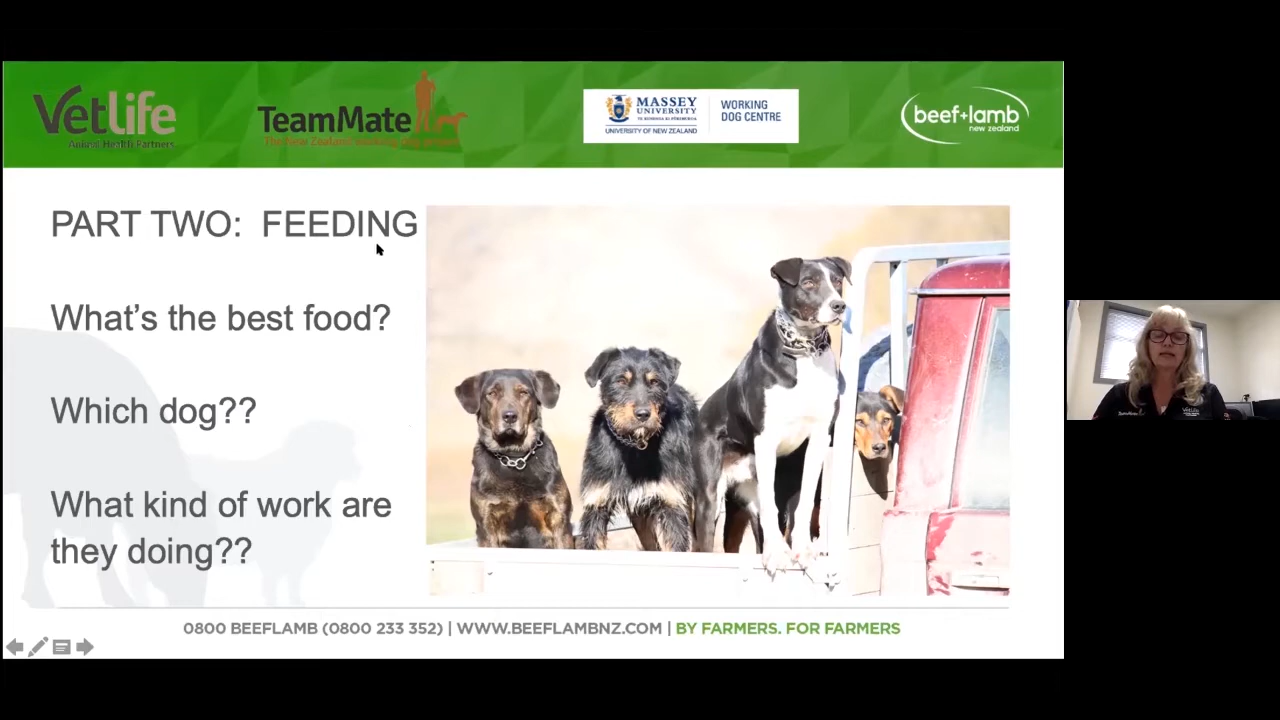 VetLife
Animal Health Partners
TeamMate
The New Zealand working dog project
MASSEY
UNIVERSITY
TE KUNENGA KI PŪREHUROA
UNIVERSITY OF NEW ZEALAND
WORKING
DOG CENTRE
beef+lamb
new zealand
PART TWO: FEEDING
What’s the best food?
Which dog??
What kind of work are
they doing??
0800 BEEFLAMB (0800 233 352) | WWW.BEEFLAMBNZ.COM | BY FARMERS. FOR FARMERS